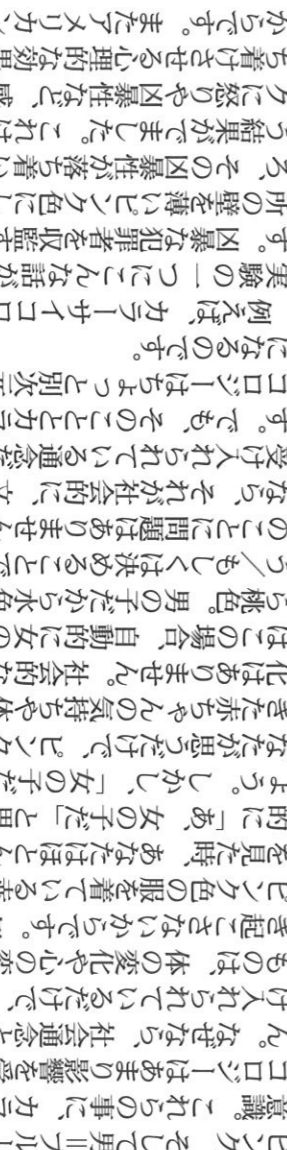 ピンク、そして男=ブルー
意識。これらの事に、カラ
コロジーはあまり影響を受
ん。なぜなら、社会通念と
け入れられているだけで、
ものは、体の変化や心の変
き起こさないからです。
ピンク色の服を着ている赤
を見た時、あなたはほとん
的に「あ、女の子だ」と思
ょう。しかし、「女の子だ
なたが思うだけで、ピンク
きた赤ちゃんの気持ちや体
化はありません。社会的な
はこの場合、自動的に女の
ら桃色。男の子だから水色
う/もしくは決めることで
のことに問題はありません
なら、それが社会的に、文
受け入れられている通念だ
す。でも、そのこととカラ
コロジーはちょっと別次元
になるのです。
例えば、カラーサイコロ
実験の一つにこんな話が
す。凶暴な犯罪者を収監す
所の壁を薄いピンク色にし
ろ、その凶暴性が落ち着い
う結果がでました。これは
クに怒りや凶暴性など、感
ち着けさせる心理的な効果
からです。またアメリカン